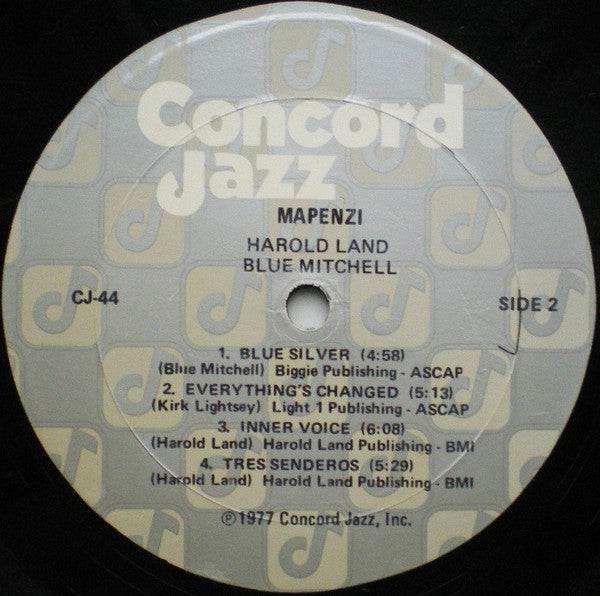 Concord
Jazz
MAPENZI
HAROLD LAND
BLUE MITCHELL
CJ-44
SIDE 2
1. BLUE SILVER (4:58)
(Blue Mitchell) Biggie Publishing - ASCAP
2. EVERYTHING'S CHANGED (5:13)
(Kirk Lightsey) Light 1 Publishing - ASCAP
3. INNER VOICE (6:08)
(Harold Land) Harold Land Publishing - BMI
4. TRES SENDEROS (5:29)
(Harold Land) Harold Land Publishing - BMI
℗1977 Concord Jazz, Inc.